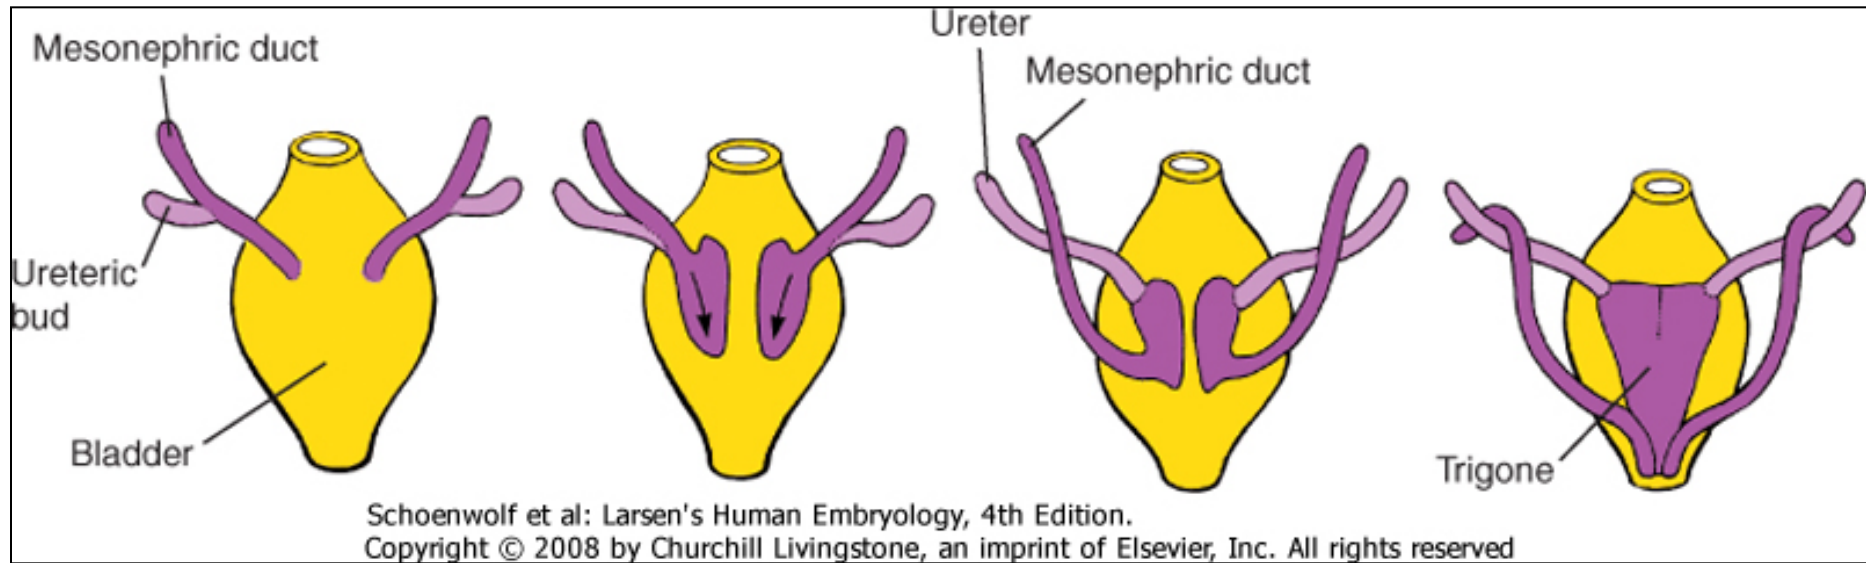 Mesonephric duct
Ureteric
bud
Bladder
Ureter
Mesonephric duct
Trigone
Schoenwolf et al: Larsen's Human Embryology, 4th Edition.
Copyright © 2008 by Churchill Livingstone, an imprint of Elsevier, Inc. All rights reserved